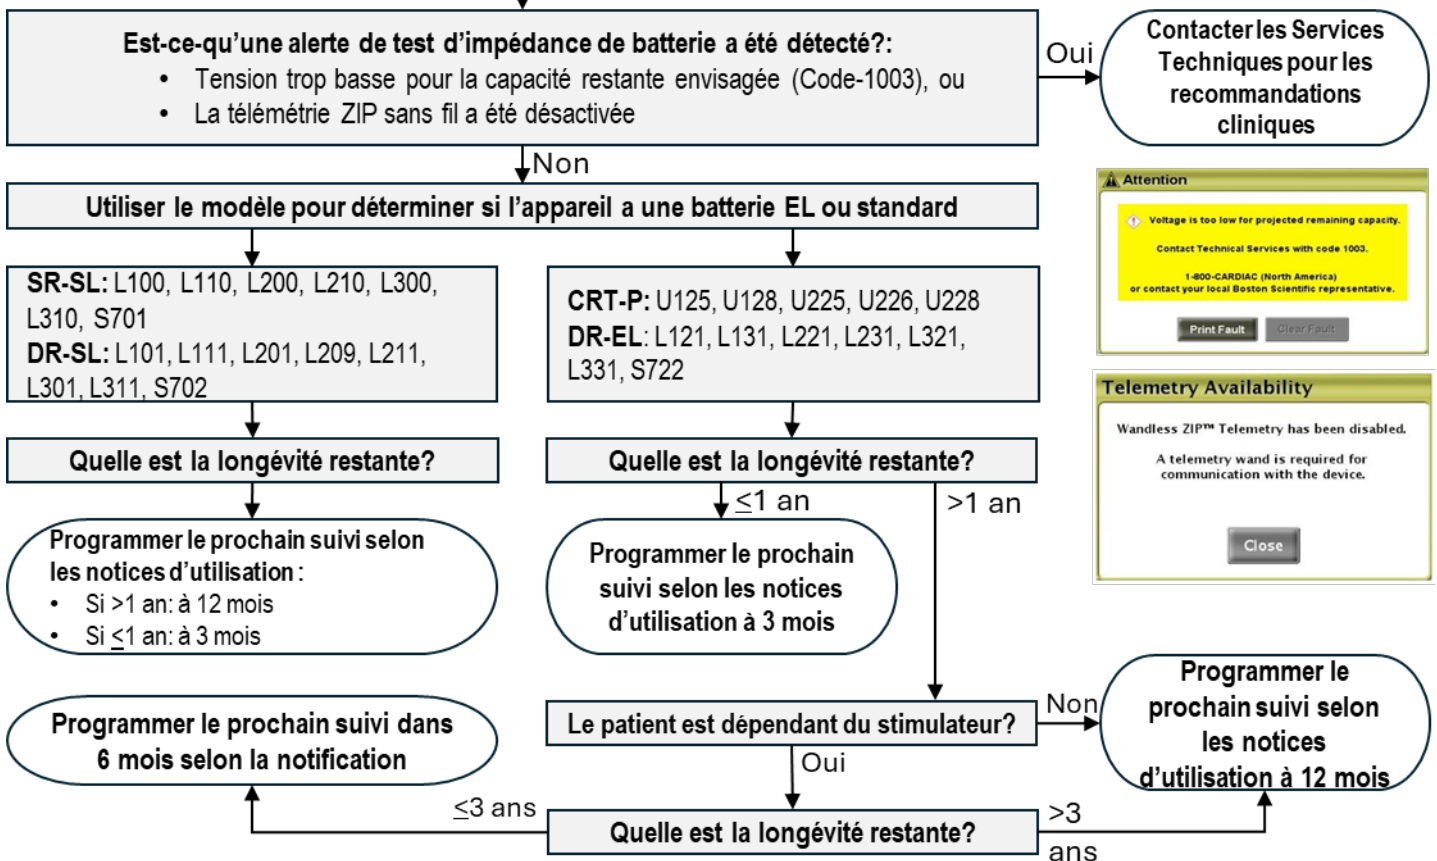 Est-ce-qu'une alerte de test d'impédance de batterie a été détecté?:
• Tension trop basse pour la capacité restante envisagée (Code-1003), ou
• La télémétrie ZIP sans fil a été désactivée
Oui
Contacter les Services
Techniques pour les
recommandations
cliniques
Non
Utiliser le modèle pour déterminer si l'appareil a une batterie EL ou standard
Attention
Voltage is too low for projected remaining capacity.
Contact Technical Services with code 1003.
1-800-CARDIAC (North America)
or contact your local Boston Scientific representative.
Print Fault
Clear Fault
SR-SL: L100, L110, L200, L210, L300,
L310, S701
DR-SL: L101, L111, L201, L209, L211,
L301, L311, S702
CRT-P: U125, U128, U225, U226, U228
DR-EL: L121, L131, L221, L231, L321,
L331, S722
Telemetry Availability
Wandless ZIP™ Telemetry has been disabled.
A telemetry wand is required for
communication with the device.
Close
Quelle est la longévité restante?
Quelle est la longévité restante?
≤1 an
>1 an
Programmer le prochain suivi selon
les notices d'utilisation :
• Si >1 an: à 12 mois
• Si ≤1 an: à 3 mois
Programmer le prochain
suivi selon les notices
d'utilisation à 3 mois
Le patient est dépendant du stimulateur?
Non
Programmer le
prochain suivi selon
les notices
d'utilisation à 12 mois
Oui
Programmer le prochain suivi dans
6 mois selon la notification
≤3 ans
Quelle est la longévité restante?
>3
ans